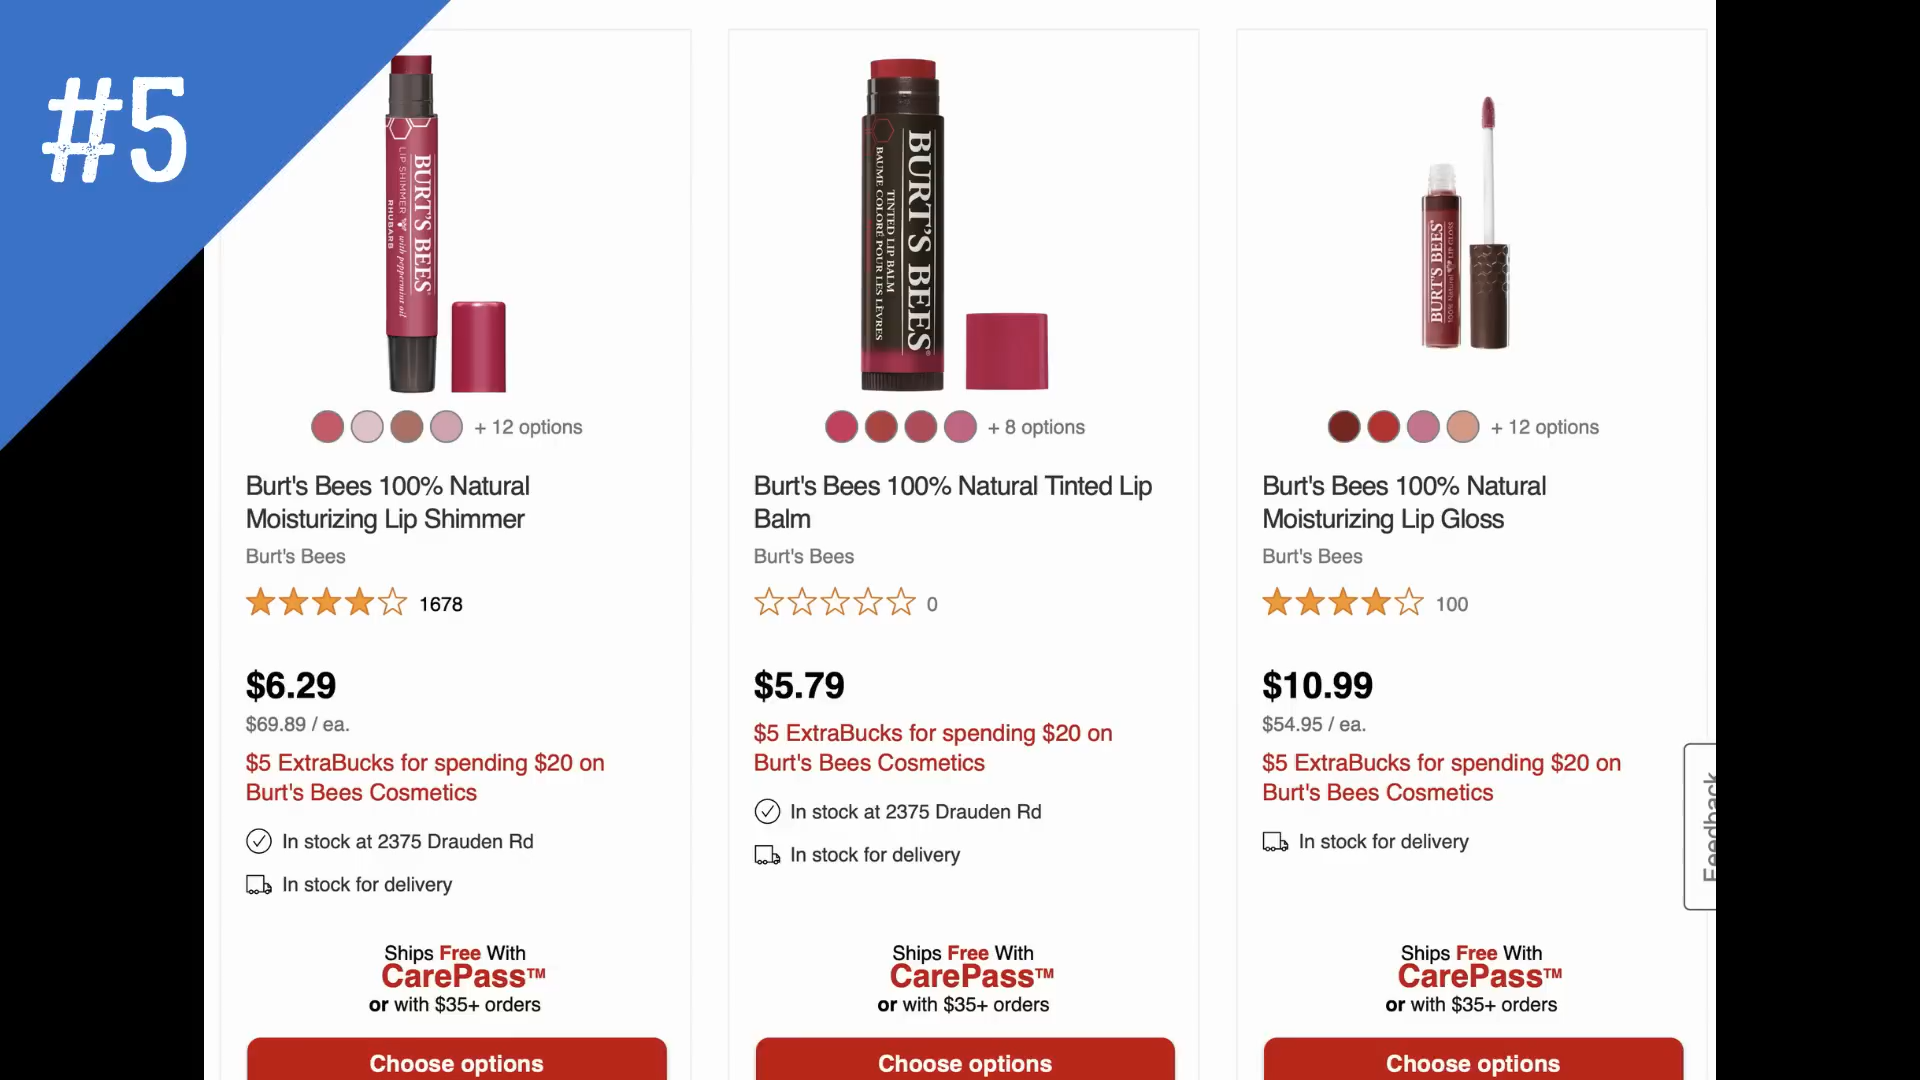 #5
BURT'S BEES
LIP SHIMMER with peppermint oil
RHUBARB
BURT'S BEES
TINTED LIP BALM
BAUME COLORÉ POUR LES LÈVRES
BURT'S BEES
100% Natural LIP GLOSS
+ 12 options
+ 8 options
+ 12 options
Burt's Bees 100% Natural
Moisturizing Lip Shimmer
Burt's Bees
1678
$6.29
$69.89 / ea.
$5 ExtraBucks for spending $20 on
Burt's Bees Cosmetics
In stock at 2375 Drauden Rd
In stock for delivery
Ships Free With
CarePass™
or with $35+ orders
Choose options
Burt's Bees 100% Natural Tinted Lip
Balm
Burt's Bees
0
$5.79
$5 ExtraBucks for spending $20 on
Burt's Bees Cosmetics
In stock at 2375 Drauden Rd
In stock for delivery
Ships Free With
CarePass™
or with $35+ orders
Choose options
Burt's Bees 100% Natural
Moisturizing Lip Gloss
Burt's Bees
100
$10.99
$54.95 / ea.
$5 ExtraBucks for spending $20 on
Burt's Bees Cosmetics
In stock for delivery
Ships Free With
CarePass™
or with $35+ orders
Choose options
Feedback